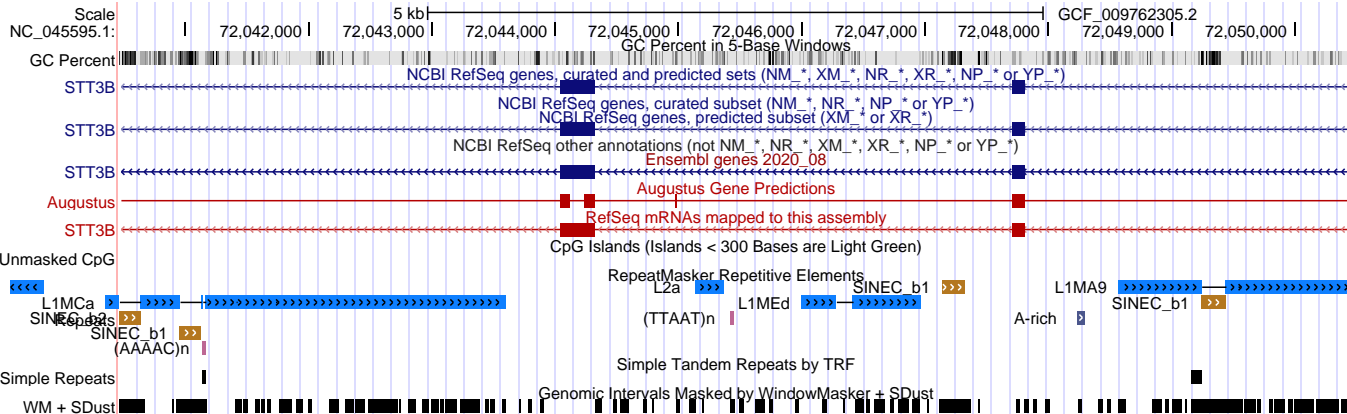 Scale 5 kb GCF_009762305.2
NC_045595.1: 72,042,000 72,043,000 72,044,000 72,045,000 72,046,000 72,047,000 72,048,000 72,049,000 72,050,000
GC Percent in 5-Base Windows
GC Percent
NCBI RefSeq genes, curated and predicted sets (NM_*, XM_*, NR_*, XR_*, NP_* or YP_*)
STT3B
NCBI RefSeq genes, curated subset (NM_*, NR_*, NP_* or YP_*)
NCBI RefSeq genes, predicted subset (XM_* or XR_*)
STT3B
NCBI RefSeq other annotations (not NM_*, NR_*, XM_*, XR_*, NP_* or YP_*)
Ensembl genes 2020_08
STT3B
Augustus Gene Predictions
Augustus
RefSeq mRNAs mapped to this assembly
STT3B
CpG Islands (Islands < 300 Bases are Light Green)
Unmasked CpG
RepeatMasker Repetitive Elements
L2a SINEC_b1 L1MA9
L1MCa L1MEd SINEC_b1
SINEC_b2 Repeats (TTAAT)n A-rich
SINEC_b1
(AAAAC)n
Simple Tandem Repeats by TRF
Simple Repeats
Genomic Intervals Masked by WindowMasker + SDust
WM + SDust